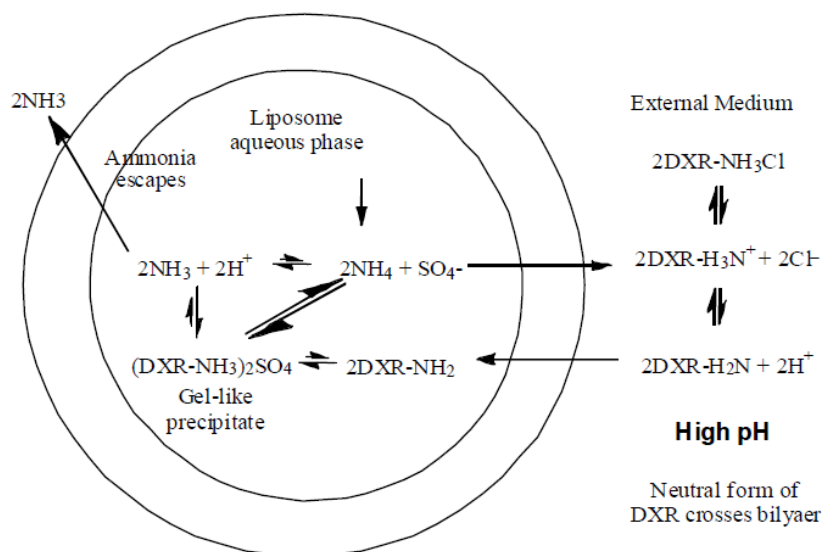 2NH3
Ammonia
escapes
Liposome
aqueous phase
External Medium
2DXR-NH₃Cl
2NH₃ + 2H⁺
2NH₄ + SO₄-
2DXR-H₃N⁺ + 2Cl-
(DXR-NH3)₂SO₄
2DXR-NH₂
2DXR-H₂N + 2H⁺
Gel-like
precipitate
High pH
Neutral form of
DXR crosses bilyaer